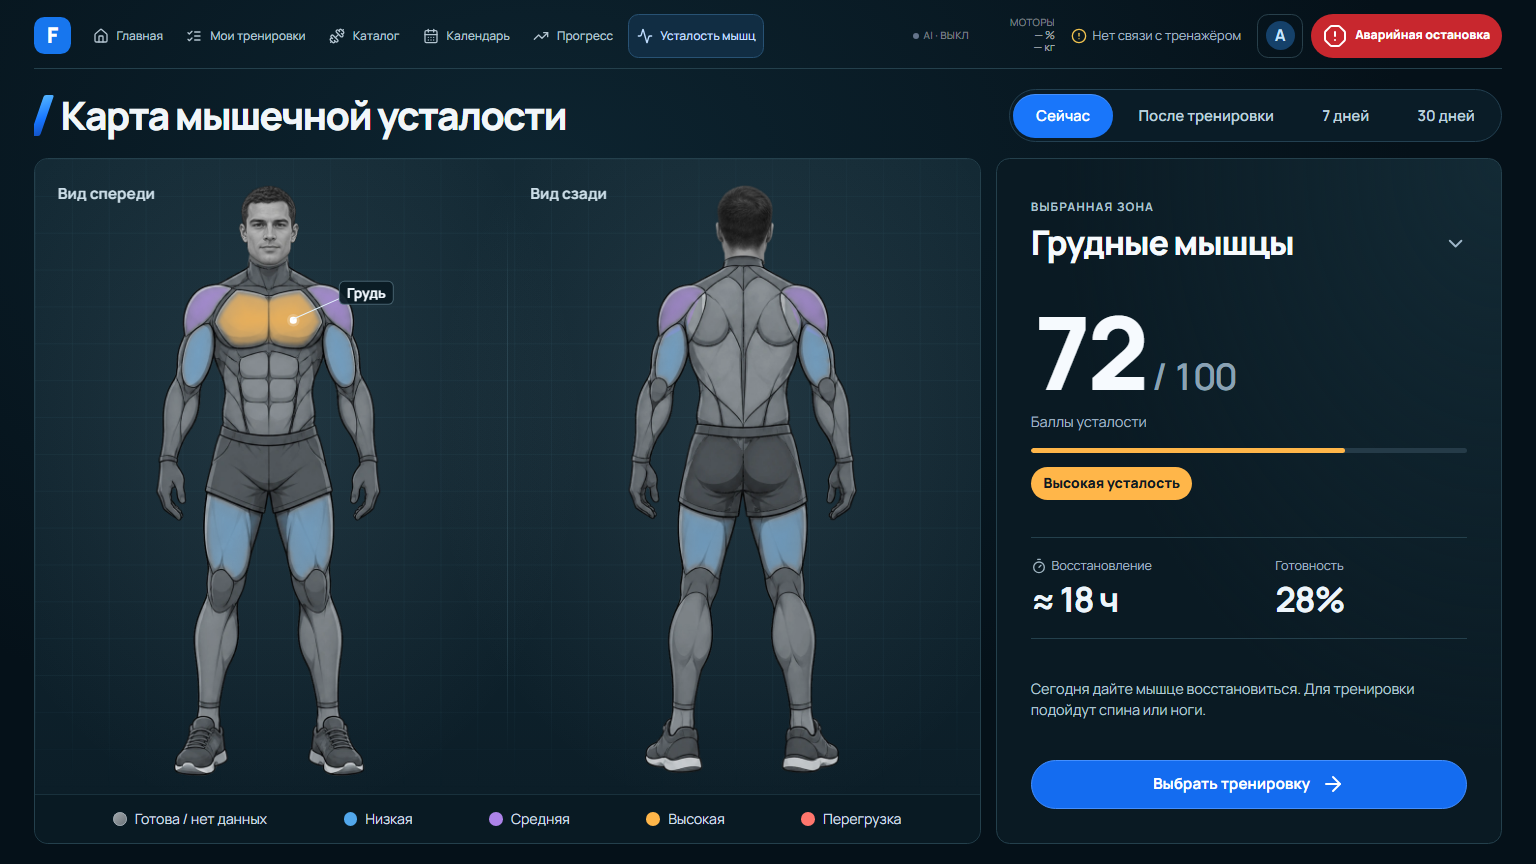 F
Главная
Мои тренировки
Каталог
Календарь
Прогресс
Усталость мышц
AI · ВЫКЛ
МОТОРЫ
— %
— кг
Нет связи с тренажёром
A
Аварийная остановка
Карта мышечной усталости
Сейчас
После тренировки
7 дней
30 дней
Вид спереди
Вид сзади
Грудь
Готова / нет данных
Низкая
Средняя
Высокая
Перегрузка
ВЫБРАННАЯ ЗОНА
Грудные мышцы
72 / 100
Баллы усталости
Высокая усталость
Восстановление
≈ 18 ч
Готовность
28%
Сегодня дайте мышце восстановиться. Для тренировки
подойдут спина или ноги.
Выбрать тренировку